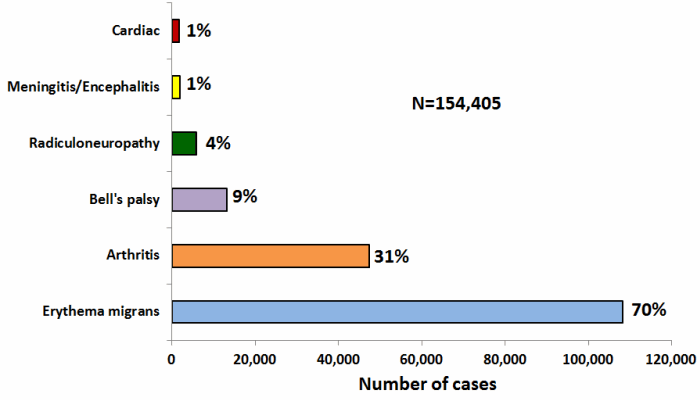 Cardiac 1%
Meningitis/Encephalitis 1%
N=154,405
Radiculoneuropathy 4%
Bell's palsy 9%
Arthritis 31%
Erythema migrans 70%
0 20,000 40,000 60,000 80,000 100,000 120,000
Number of cases